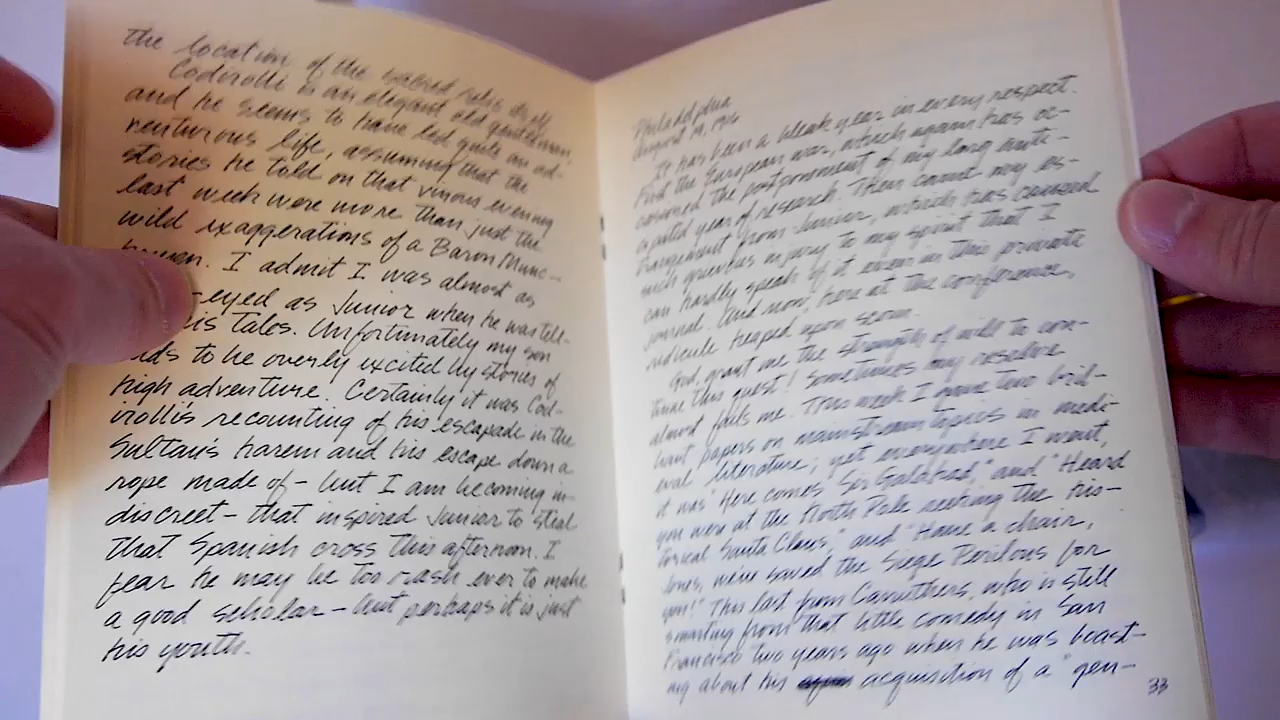 the location of the sacred relic itself.
Codirolli is an elegant old gentleman,
and he seems to have led quite an ad-
venturous life, assuming that the
stories he told on that vinous evening
last week were more than just the
wild exaggerations of a Baron Munc-
hausen. I admit I was almost as
-eyed as Junior when he was tell-
his tales. Unfortunately my son
to be overly excited by stories of
high adventure. Certainly it was Cod-
irolli's recounting of his escapade in the
Sultan's harem and his escape down a
rope made of - but I am becoming in-
discreet - that inspired Junior to steal
that Spanish cross this afternoon. I
fear he may be too rash ever to make
a good scholar - but perhaps it is just
his youth.
Philadelphia
August 19, 1916
It has been a bleak year in every respect.
First the European war, which again has oc-
casioned the postponement of my long anti-
cipated year of research. Then came my es-
trangement from Junior, which has caused
such grievous injury to my spirit that I
can hardly speak of it even in this private
journal. And now, here at the conference,
ridicule heaped upon scorn.
God, grant me the strength of will to con-
tinue this quest! Sometimes my resolve
almost fails me. This week I gave two bril-
liant papers on mainstream topics in medi-
eval literature; yet everywhere I went,
it was "Here comes Sir Galahad," and "Heard
you were at the North Pole seeking the his-
torical Santa Claus," and "Have a chair,
Jones, we've saved the Siege Perilous for
you!" This last from Carruthers, who is still
smarting from that little comedy in San
Francisco two years ago when he was boast-
ing about his acquisition of a "gen-
33